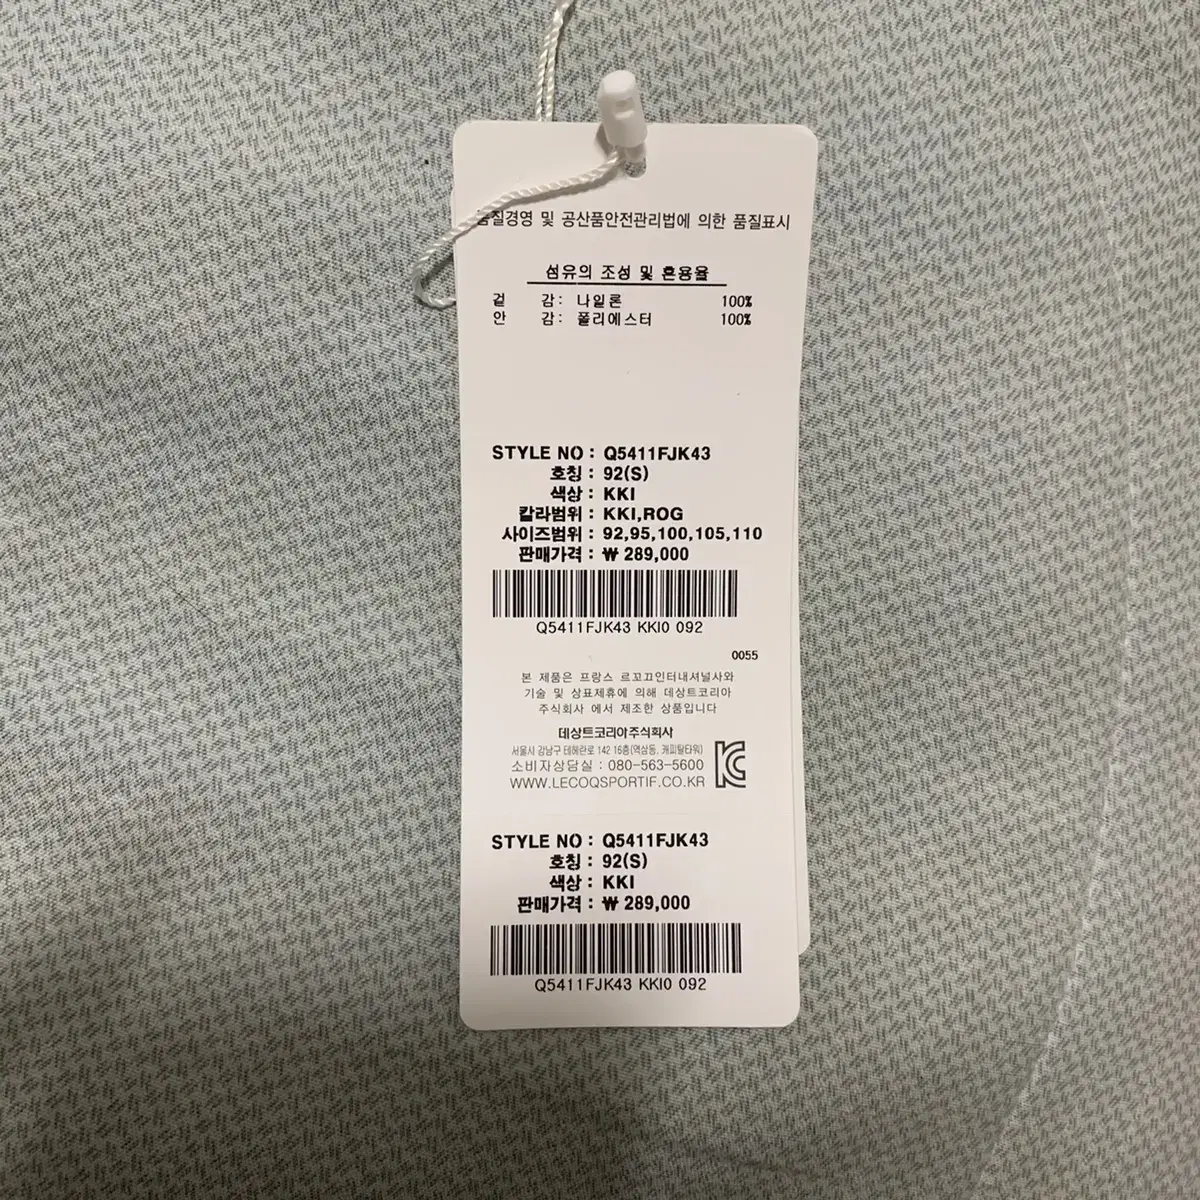 품질경영 및 공산품안전관리법에 의한 품질표시
섬유의 조성 및 혼용율
겉 감: 나일론 100%
안 감: 폴리에스터 100%
STYLE NO : Q5411FJK43
호칭 : 92(S)
색상 : KKI
칼라범위 : KKI,ROG
사이즈범위 : 92,95,100,105,110
판매가격 : ₩ 289,000
Q5411FJK43 KKI0 092
0055
본 제품은 프랑스 르꼬끄인터내셔널사와
기술 및 상표제휴에 의해 데상트코리아
주식회사 에서 제조한 상품입니다
데상트코리아주식회사
서울시 강남구 테헤란로 142 16층(역삼동, 캐피탈타워)
소비자상담실 : 080-563-5600
WWW.LECOQSPORTIF.CO.KR
STYLE NO : Q5411FJK43
호칭 : 92(S)
색상 : KKI
판매가격 : ₩ 289,000
Q5411FJK43 KKI0 092